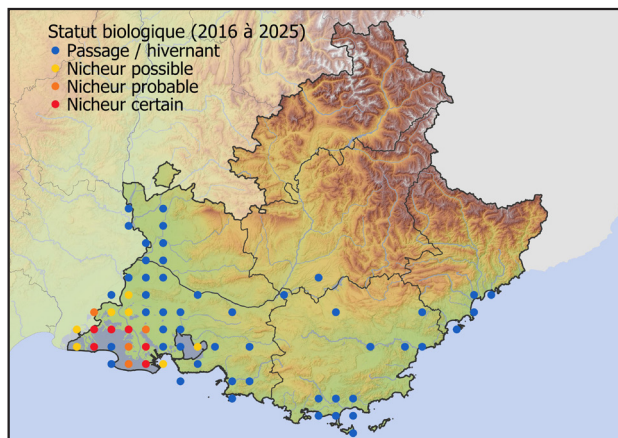 Statut biologique (2016 à 2025)
Passage / hivernant
Nicheur possible
Nicheur probable
Nicheur certain